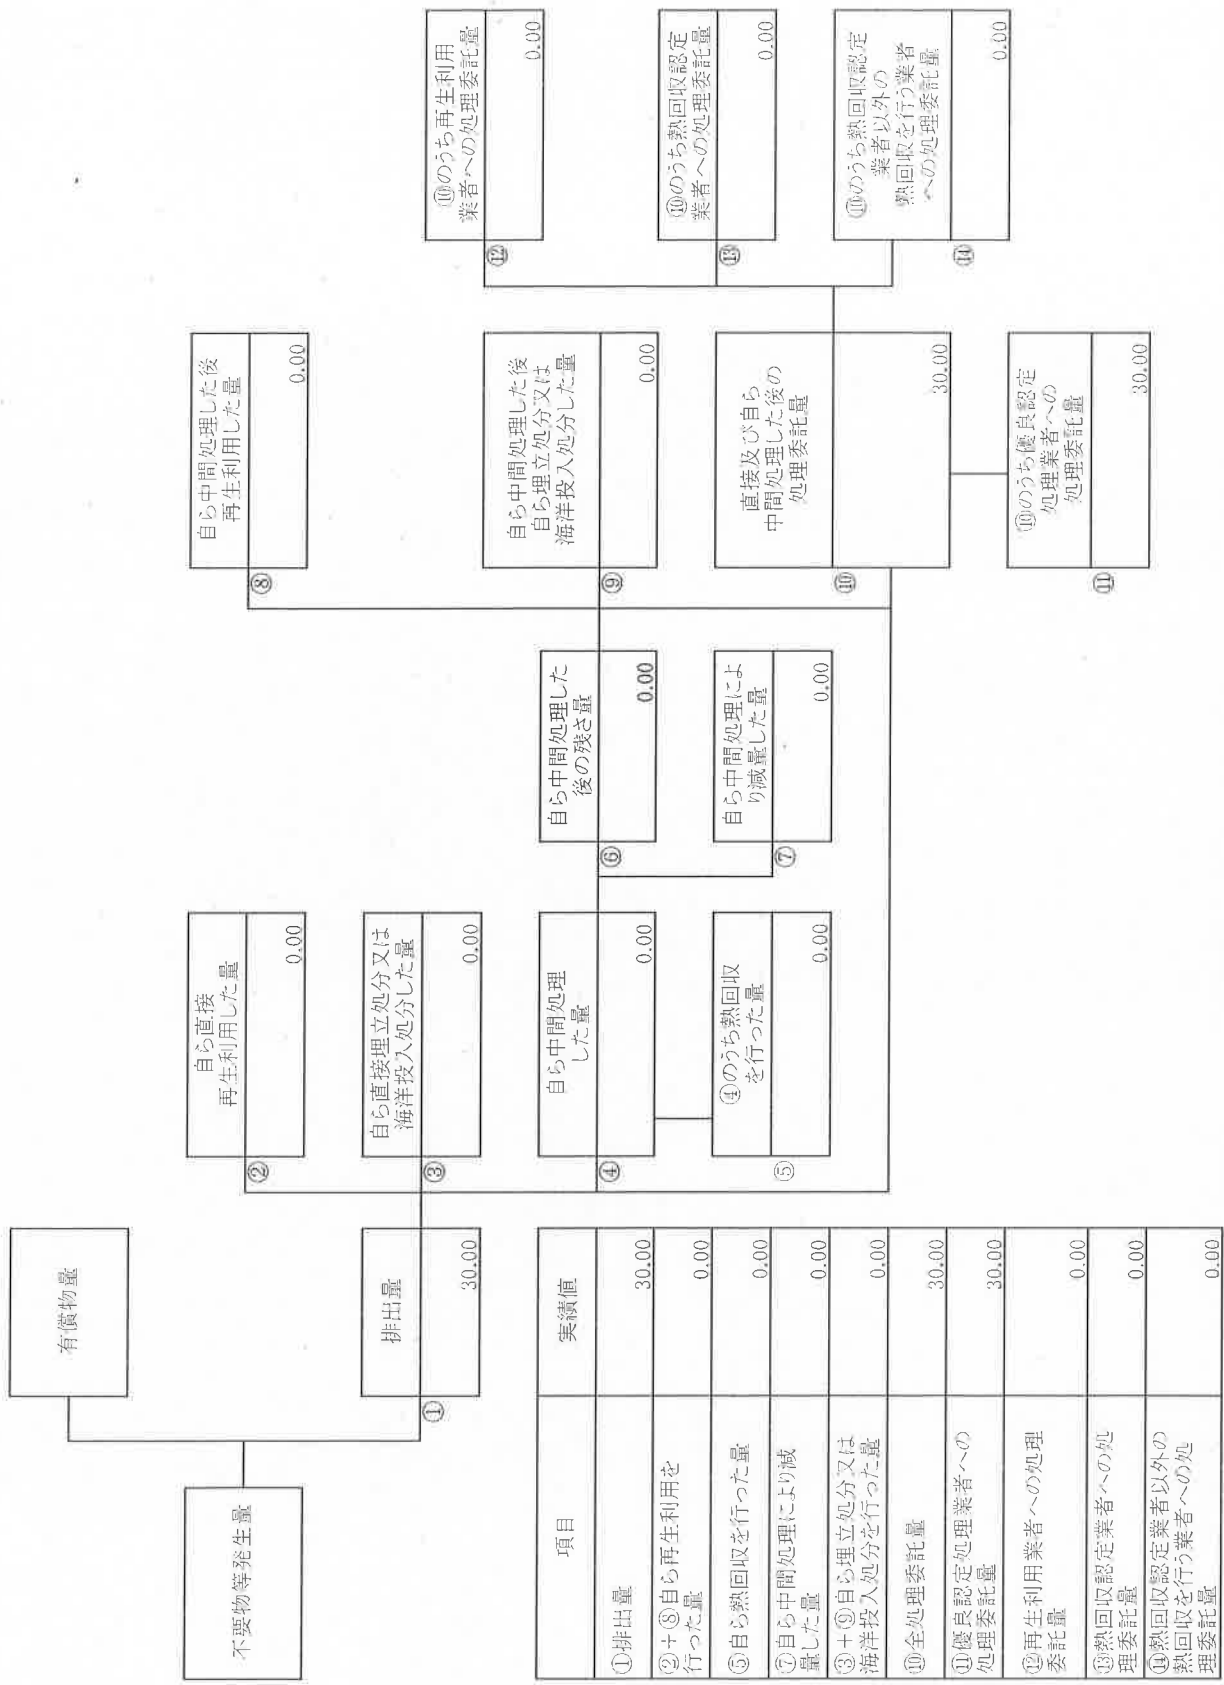 有償物量
不要物等発生量
①
排出量
30.00
②
自ら直接
再生利用した量
0.00
③
自ら直接埋立処分又は
海洋投入処分した量
0.00
④
自ら中間処理
した量
0.00
⑤
④のうち熱回収
を行った量
0.00
⑥
自ら中間処理した
後の残さ量
0.00
⑦
自ら中間処理によ
り減量した量
0.00
⑧
自ら中間処理した後
再生利用した量
0.00
⑨
自ら中間処理した後
自ら埋立処分又は
海洋投入処分した量
0.00
⑩
直接及び自ら
中間処理した後の
処理委託量
30.00
⑪
⑩のうち優良認定
処理業者への
処理委託量
30.00
⑫
⑩のうち再生利用
業者への処理委託量
0.00
⑬
⑩のうち熱回収認定
業者への処理委託量
0.00
⑭
⑩のうち熱回収認定
業者以外の
熱回収を行う業者
への処理委託量
0.00
項目 実績値
①排出量 30.00
②+⑧自ら再生利用を
行った量 0.00
⑤自ら熱回収を行った量 0.00
⑦自ら中間処理により減
量した量 0.00
③+⑨自ら埋立処分又は
海洋投入処分を行った量 0.00
⑩全処理委託量 30.00
⑪優良認定処理業者への
処理委託量 30.00
⑫再生利用業者への処理
委託量 0.00
⑬熱回収認定業者への処
理委託量 0.00
⑭熱回収認定業者以外の
熱回収を行う業者への処
理委託量 0.00